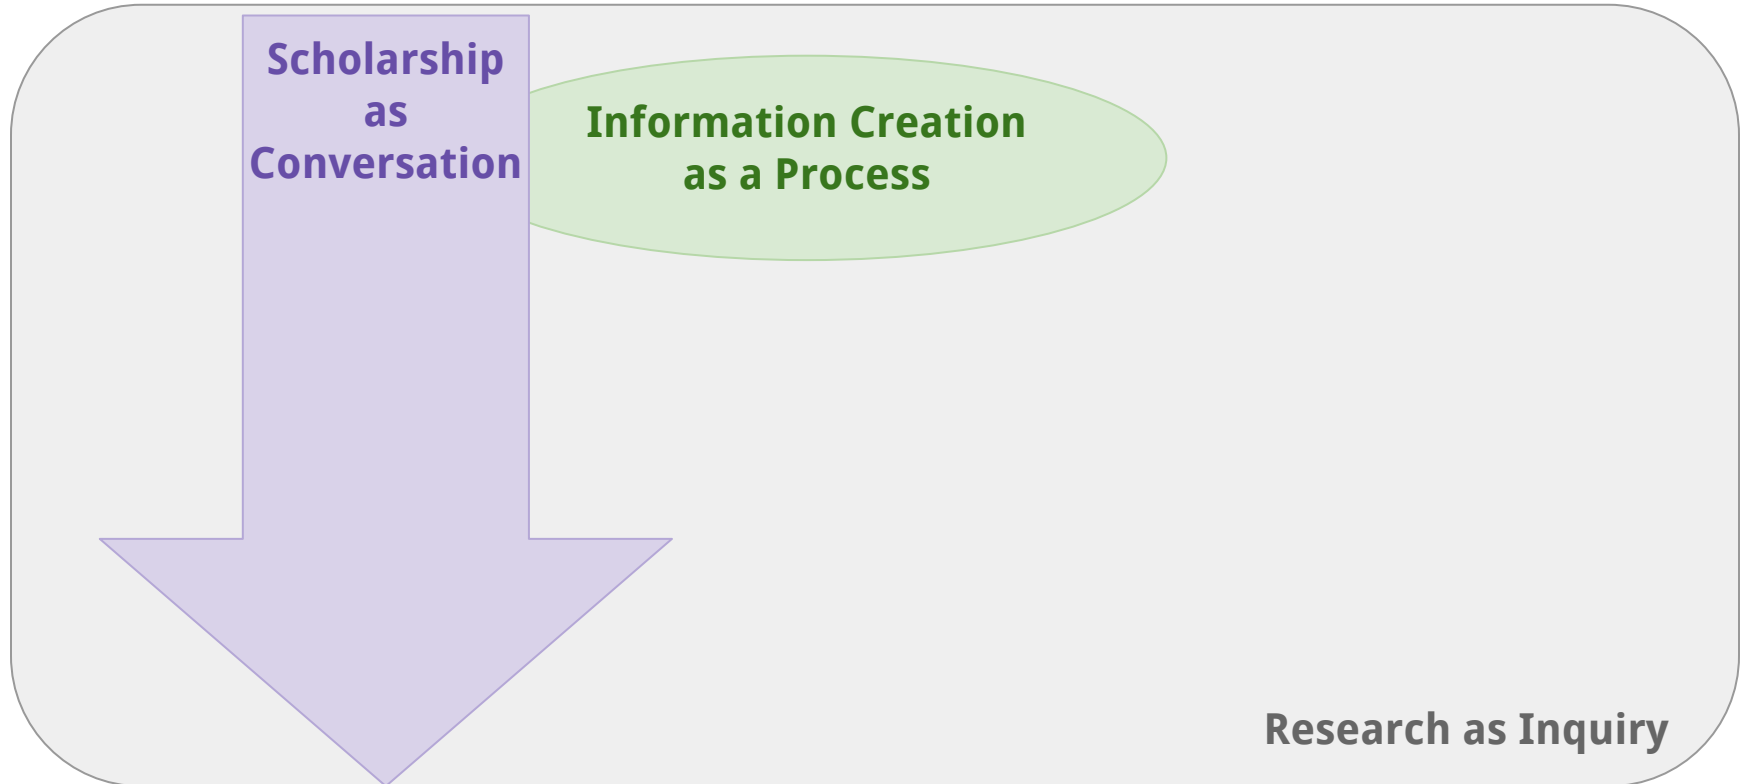 Scholarship
as
Conversation
Information Creation
as a Process
Research as Inquiry